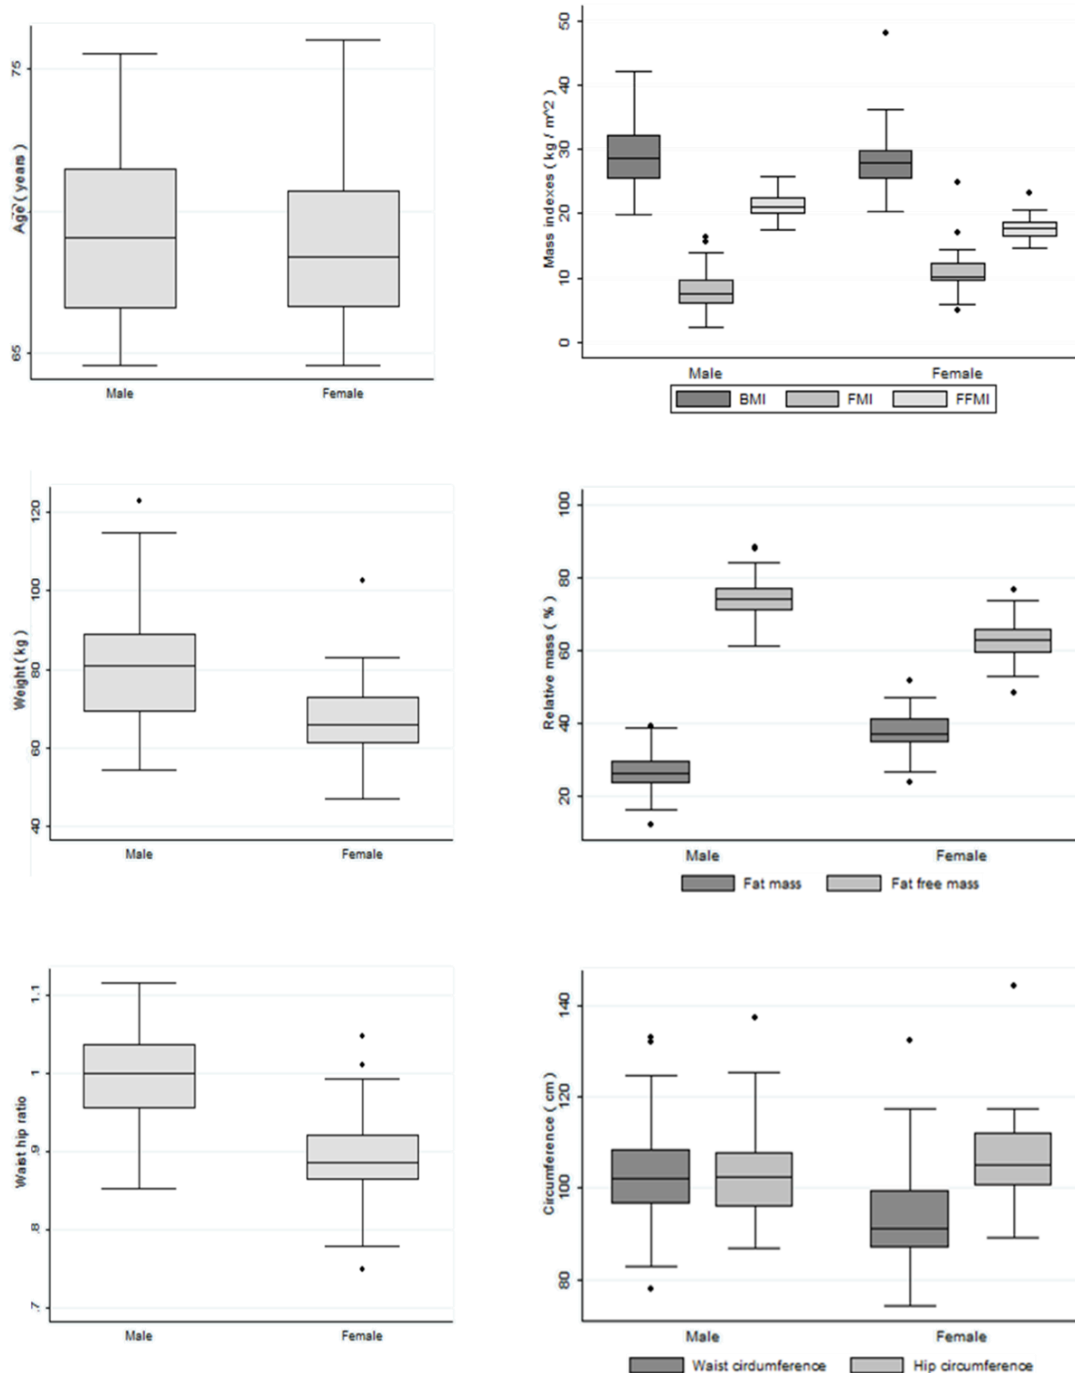 Age ( years )
75
70
65
Male Female
Mass indexes ( kg / m^2 )
50
40
30
20
10
0
Male Female
BMI FMI FFMI
Weight ( kg )
120
100
80
60
40
Male Female
Relative mass ( % )
100
80
60
40
20
Male Female
Fat mass Fat free mass
Waist hip ratio
1.1
1
.9
.8
.7
Male Female
Circumference ( cm )
140
120
100
80
Male Female
Waist cirdumference Hip circumference